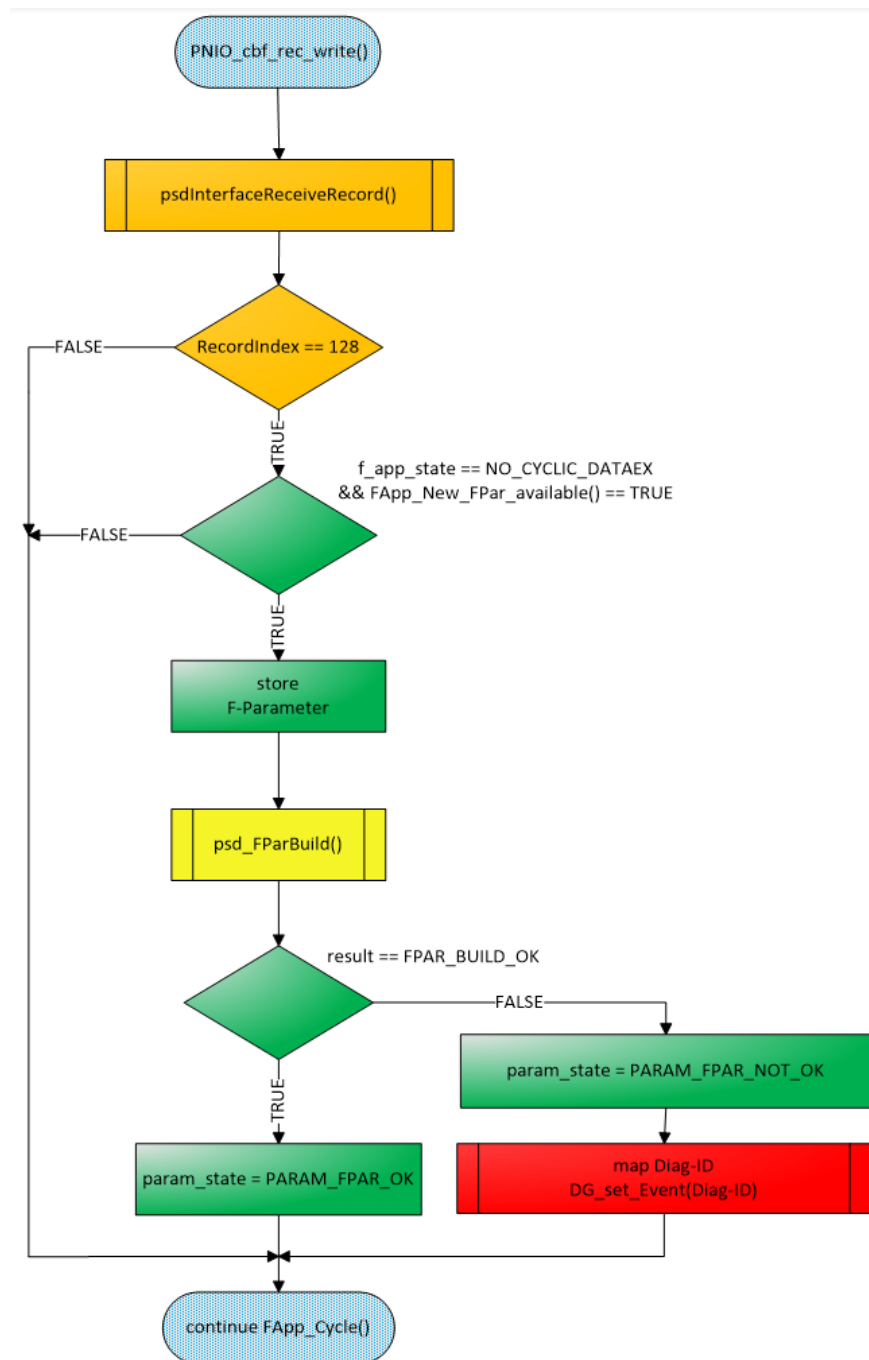 PNIO_cbf_rec_write()
psdInterfaceReceiveRecord()
RecordIndex == 128
FALSE
TRUE
f_app_state == NO_CYCLIC_DATAEX
&& FApp_New_FPar_available() == TRUE
FALSE
TRUE
store
F-Parameter
psd_FParBuild()
result == FPAR_BUILD_OK
FALSE
TRUE
param_state = PARAM_FPAR_NOT_OK
param_state = PARAM_FPAR_OK
map Diag-ID
DG_set_Event(Diag-ID)
continue FApp_Cycle()